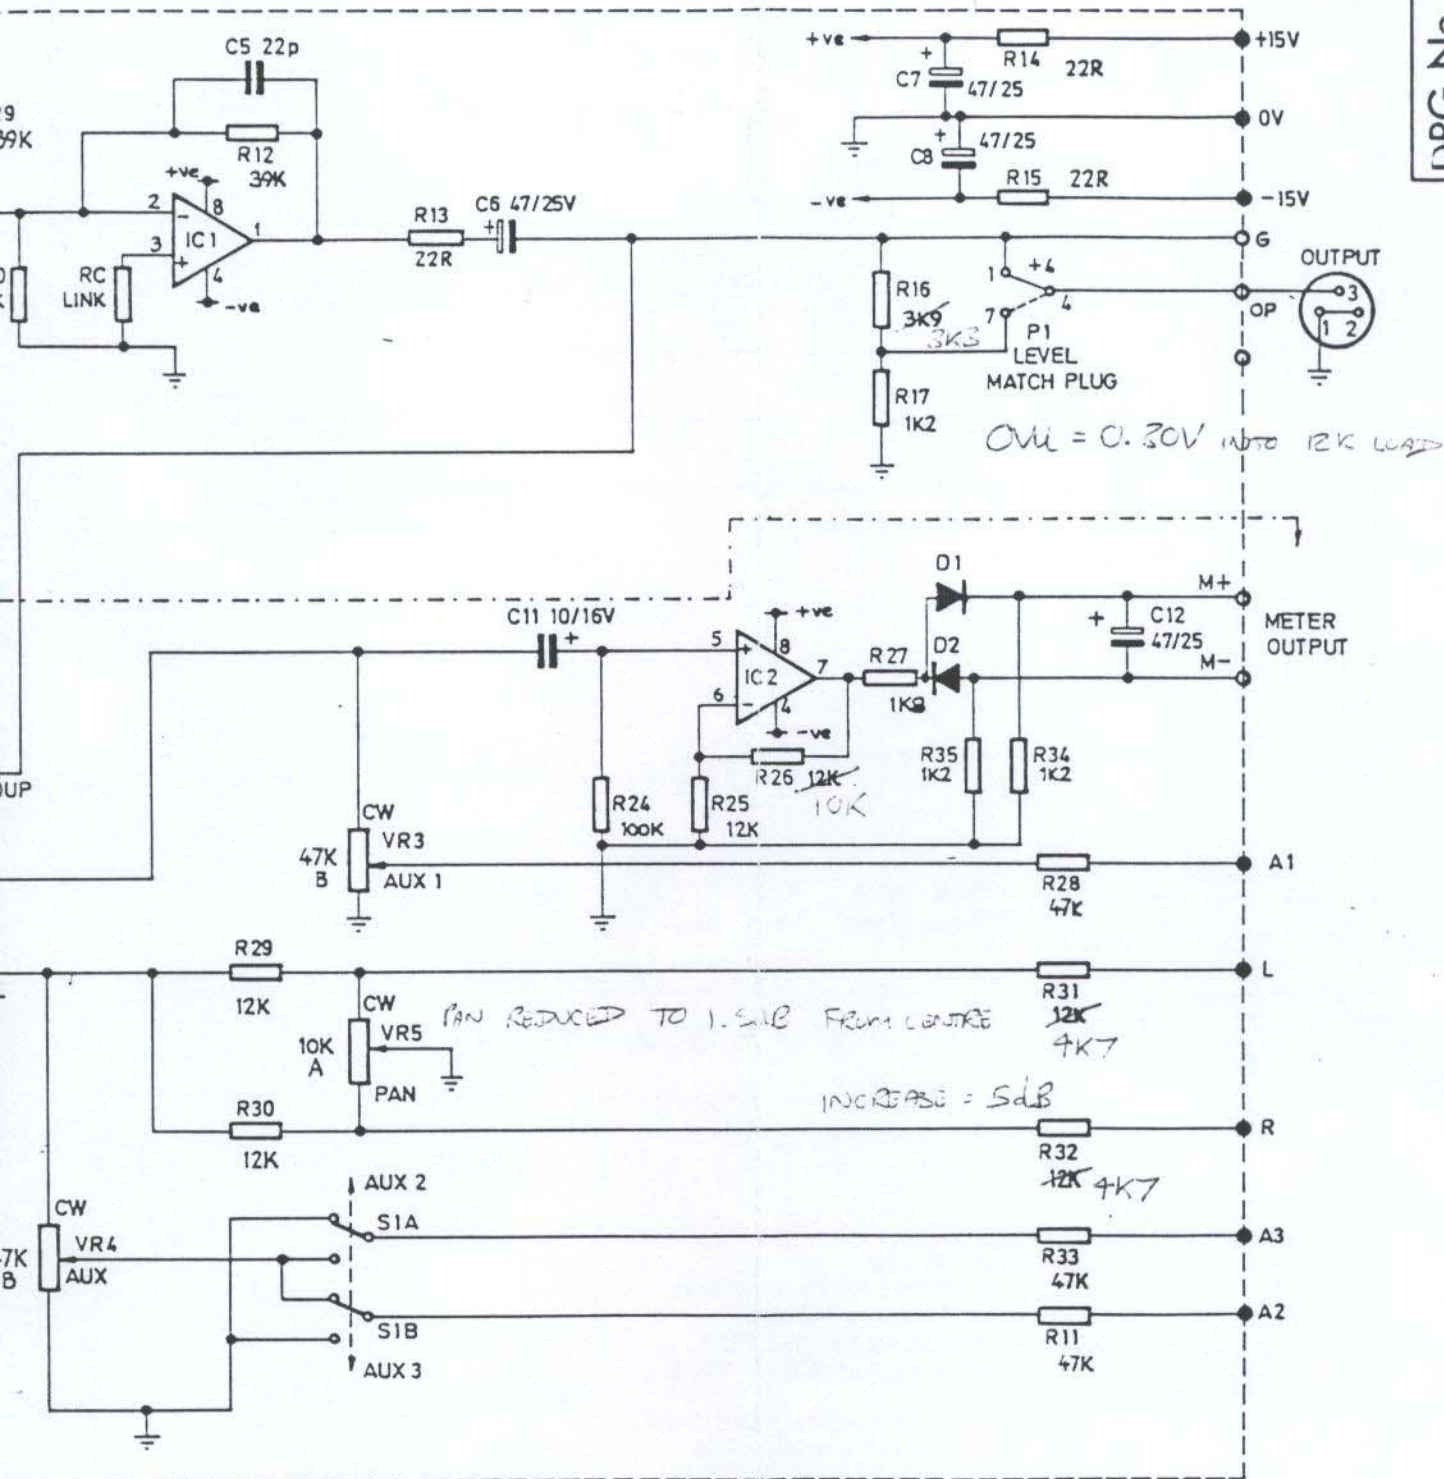 DRG No
C5 22p
R12
39K
+ve
2
8
-
IC1
1
3
+
4
-ve
RC
LINK
R13
22R
C6 47/25V
+
+ve
+
C7
47/25
R14
22R
+15V
0V
+
C8
47/25
-ve
R15
22R
-15V
G
OUTPUT
R16
3K9
3K3
1
+4
4
7
P1
LEVEL
MATCH PLUG
OP
3
1
2
R17
1K2
OVU = 0.30V INTO 12K LOAD
C11 10/16V
+
5
+
+ve
8
IC2
7
6
-
4
-ve
R27
1K8
D1
D2
M+
+
C12
47/25
M-
METER
OUTPUT
R26 12K
10K
R24
100K
R25
12K
R35
1K2
R34
1K2
CW
VR3
47K
B
AUX 1
R28
47K
A1
R29
12K
CW
VR5
10K
A
PAN
PAN REDUCED TO 1.5dB FROM CENTRE
R31
12K
4K7
L
R30
12K
INCREASE = 5dB
R32
12K 4K7
R
AUX 2
S1A
CW
VR4
AUX
B
R33
47K
A3
S1B
AUX 3
R11
47K
A2